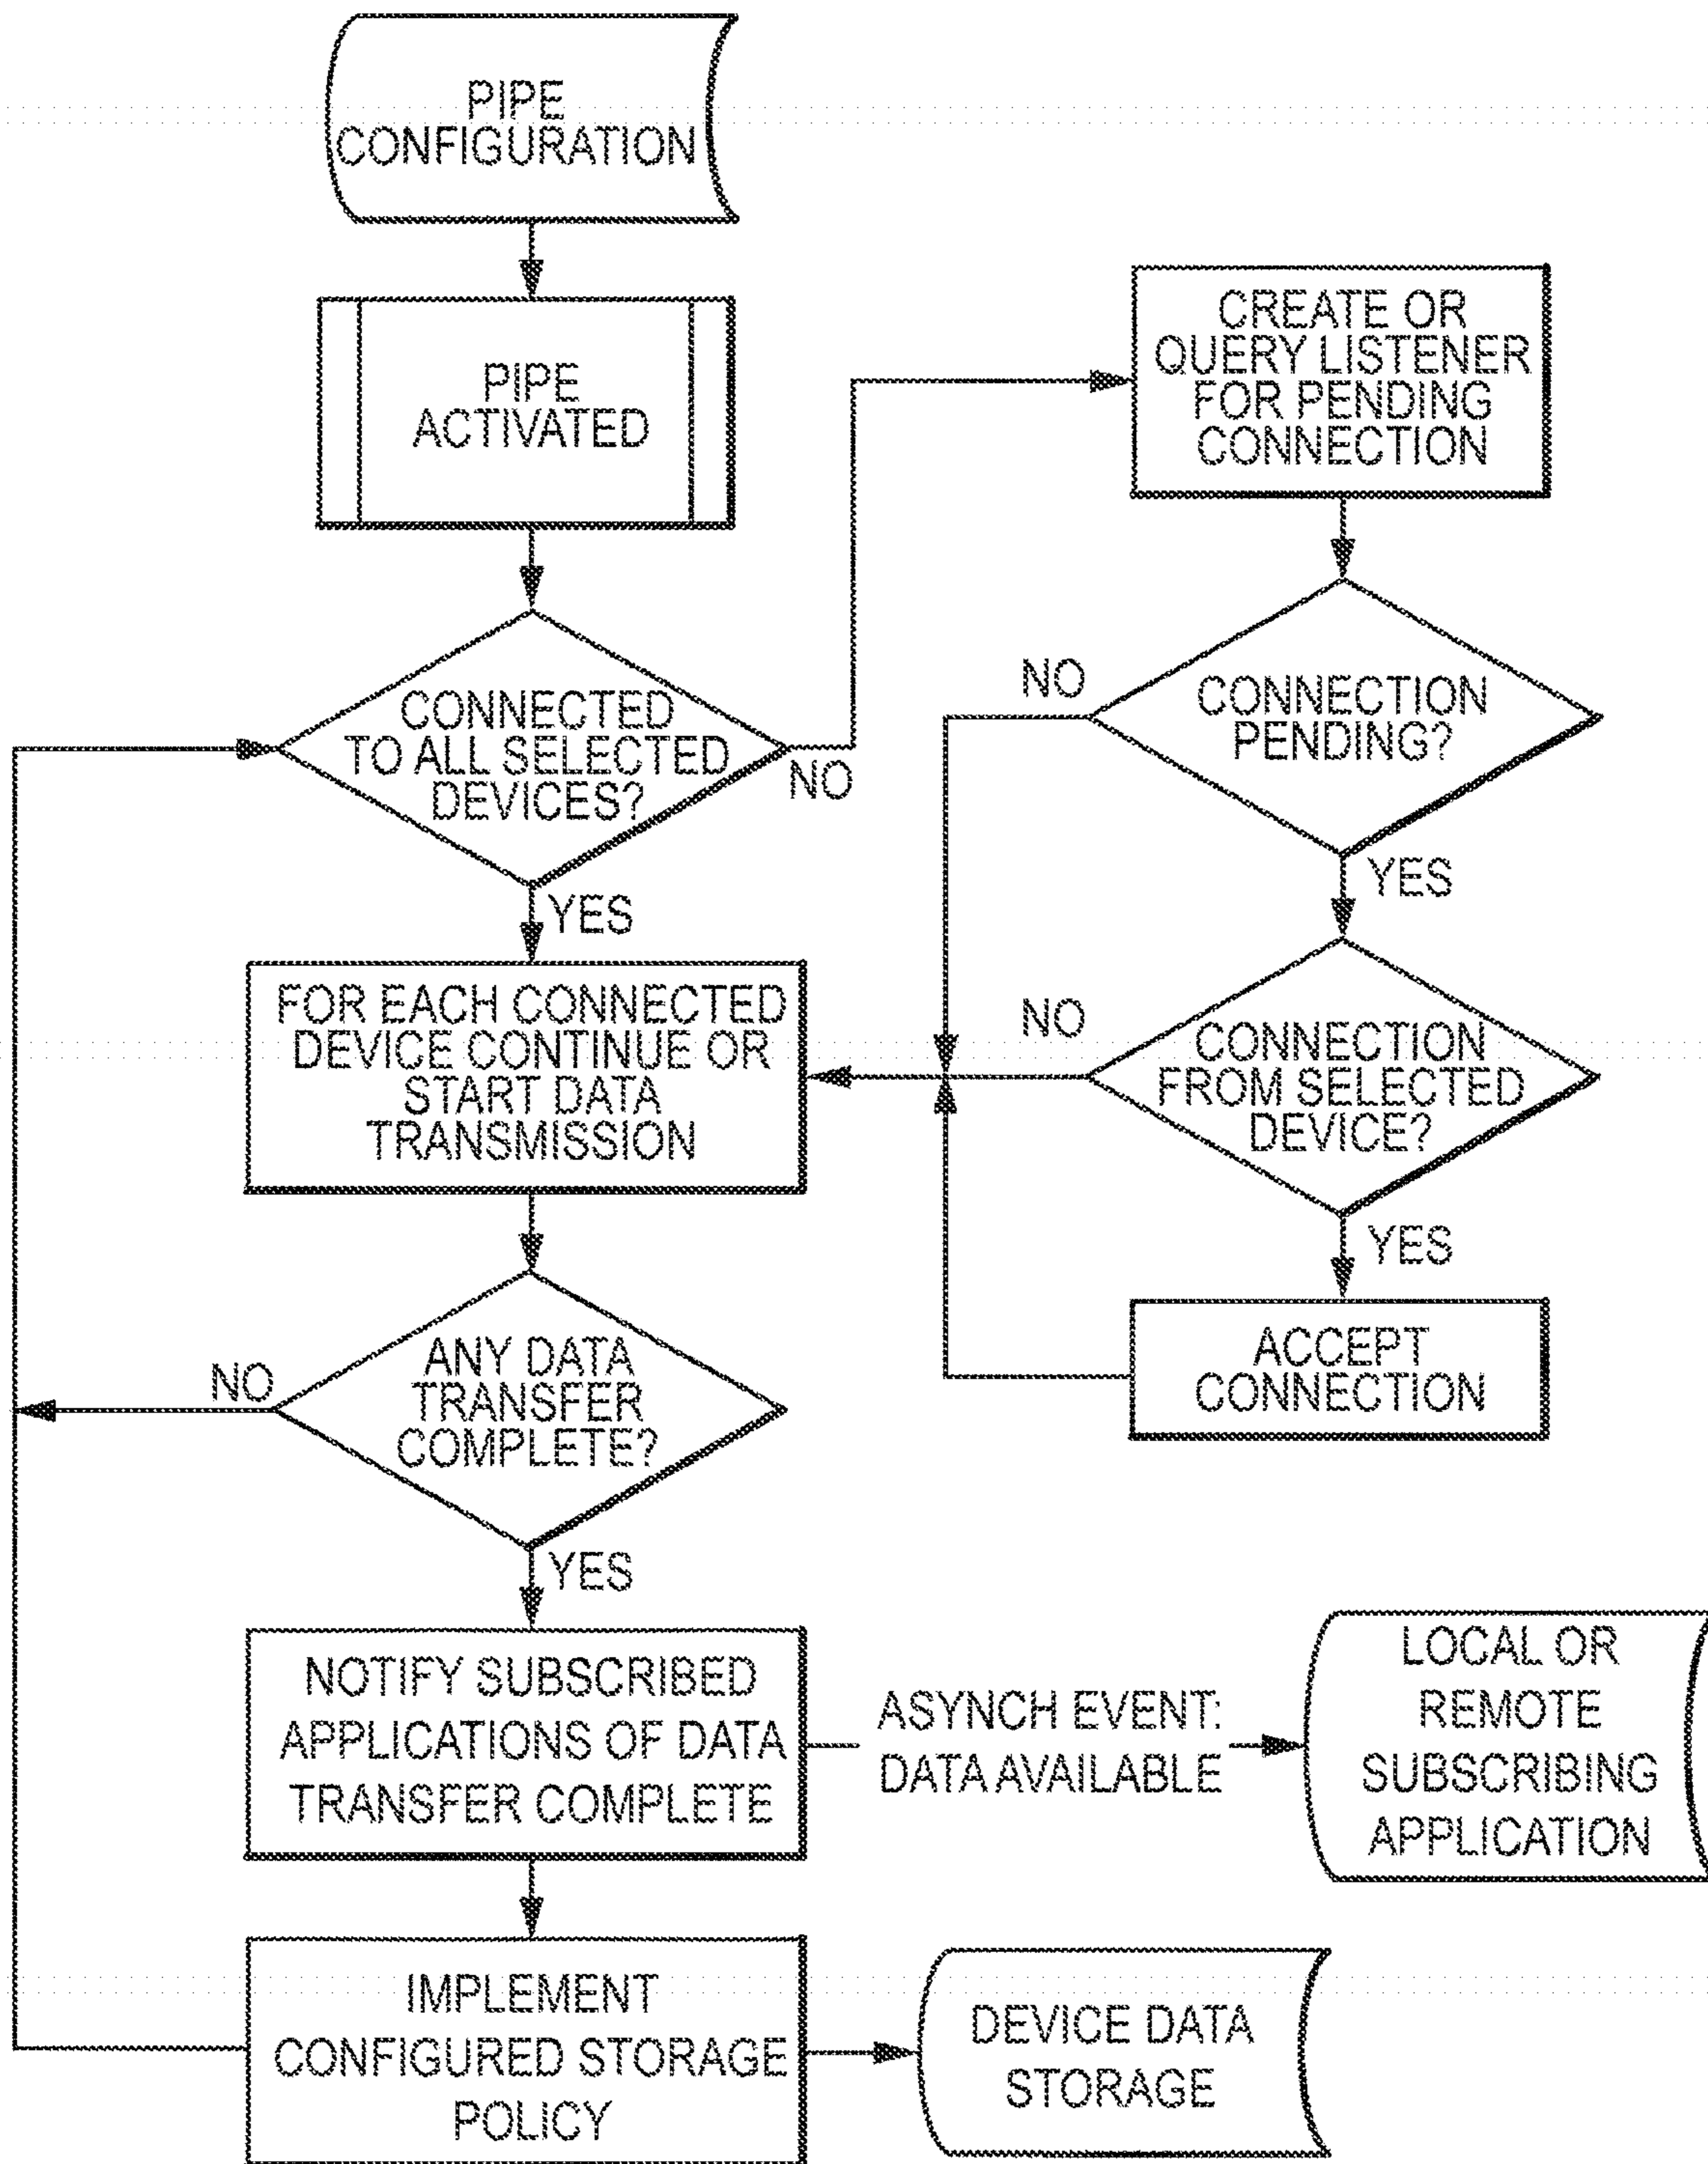 PIPE
CONFIGURATION
PIPE
ACTIVATED
CONNECTED
TO ALL SELECTED
DEVICES?
NO
YES
CREATE OR
QUERY LISTENER
FOR PENDING
CONNECTION
CONNECTION
PENDING?
NO
YES
CONNECTION
FROM SELECTED
DEVICE?
NO
YES
ACCEPT
CONNECTION
FOR EACH CONNECTED
DEVICE CONTINUE OR
START DATA
TRANSMISSION
ANY DATA
TRANSFER
COMPLETE?
NO
YES
NOTIFY SUBSCRIBED
APPLICATIONS OF DATA
TRANSFER COMPLETE
ASYNCH EVENT:
DATA AVAILABLE
LOCAL OR
REMOTE
SUBSCRIBING
APPLICATION
IMPLEMENT
CONFIGURED STORAGE
POLICY
DEVICE DATA
STORAGE